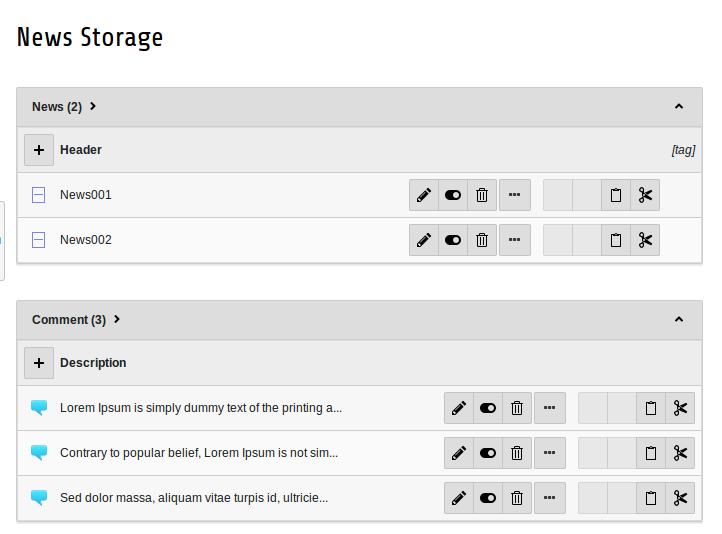 News Storage
News (2)
Header [tag]
News001
News002
Comment (3)
Description
Lorem Ipsum is simply dummy text of the printing a...
Contrary to popular belief, Lorem Ipsum is not sim...
Sed dolor massa, aliquam vitae turpis id, ultricie...